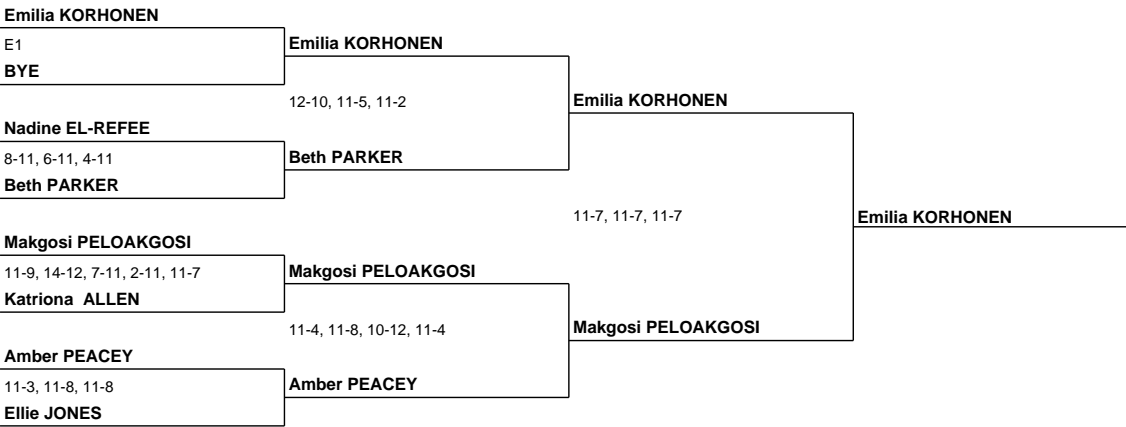 Emilia KORHONEN
E1
BYE
Emilia KORHONEN
12-10, 11-5, 11-2
Emilia KORHONEN
Nadine EL-REFEE
8-11, 6-11, 4-11
Beth PARKER
Beth PARKER
11-7, 11-7, 11-7
Emilia KORHONEN
Makgosi PELOAKGOSI
11-9, 14-12, 7-11, 2-11, 11-7
Katriona  ALLEN
Makgosi PELOAKGOSI
11-4, 11-8, 10-12, 11-4
Makgosi PELOAKGOSI
Amber PEACEY
11-3, 11-8, 11-8
Ellie JONES
Amber PEACEY